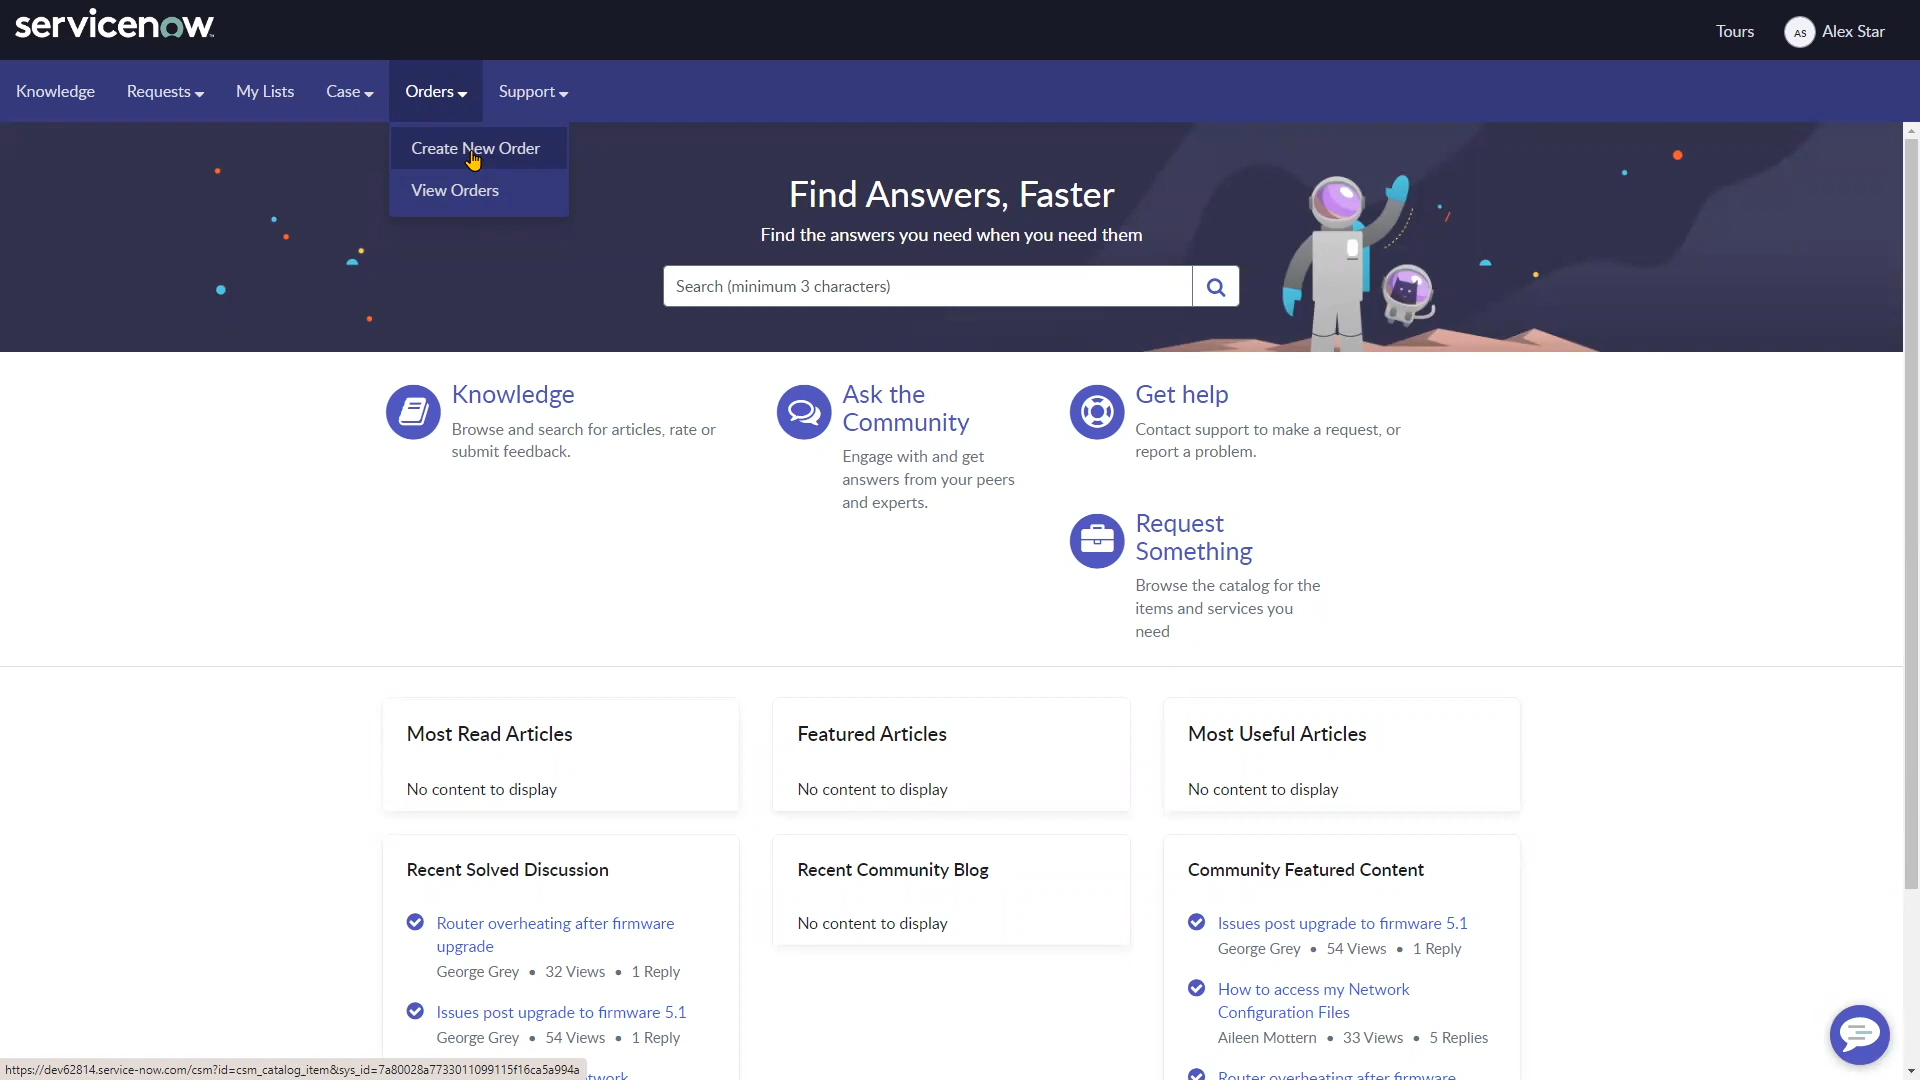 servicenow
Tours
AS
Alex Star
Knowledge
Requests
My Lists
Case
Orders
Support
Create New Order
View Orders
Find Answers, Faster
Find the answers you need when you need them
Search (minimum 3 characters)
Knowledge
Browse and search for articles, rate or
submit feedback.
Ask the
Community
Engage with and get
answers from your peers
and experts.
Get help
Contact support to make a request, or
report a problem.
Request
Something
Browse the catalog for the
items and services you
need
Most Read Articles
No content to display
Featured Articles
No content to display
Most Useful Articles
No content to display
Recent Solved Discussion
Router overheating after firmware
upgrade
George Grey • 32 Views • 1 Reply
Issues post upgrade to firmware 5.1
George Grey • 54 Views • 1 Reply
Recent Community Blog
No content to display
Community Featured Content
Issues post upgrade to firmware 5.1
George Grey • 54 Views • 1 Reply
How to access my Network
Configuration Files
Aileen Mottern • 33 Views • 5 Replies
Router overheating after firmware
https://dev62814.service-now.com/csm?id=csm_catalog_item&sys_id=7a80028a7733011099115f16ca5a994a